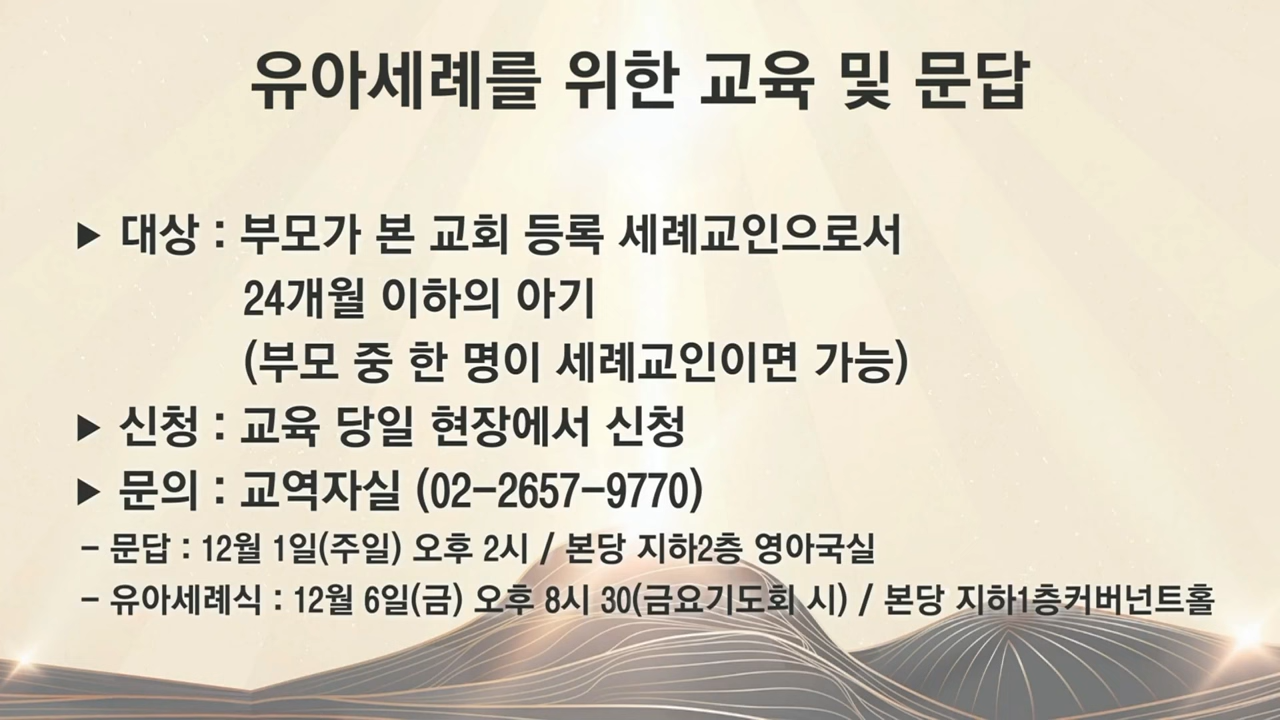 유아세례를 위한 교육 및 문답
▶ 대상 : 부모가 본 교회 등록 세례교인으로서
24개월 이하의 아기
(부모 중 한 명이 세례교인이면 가능)
▶ 신청 : 교육 당일 현장에서 신청
▶ 문의 : 교역자실 (02-2657-9770)
- 문답 : 12월 1일(주일) 오후 2시 / 본당 지하2층 영아국실
- 유아세례식 : 12월 6일(금) 오후 8시 30(금요기도회 시) / 본당 지하1층커버넌트홀